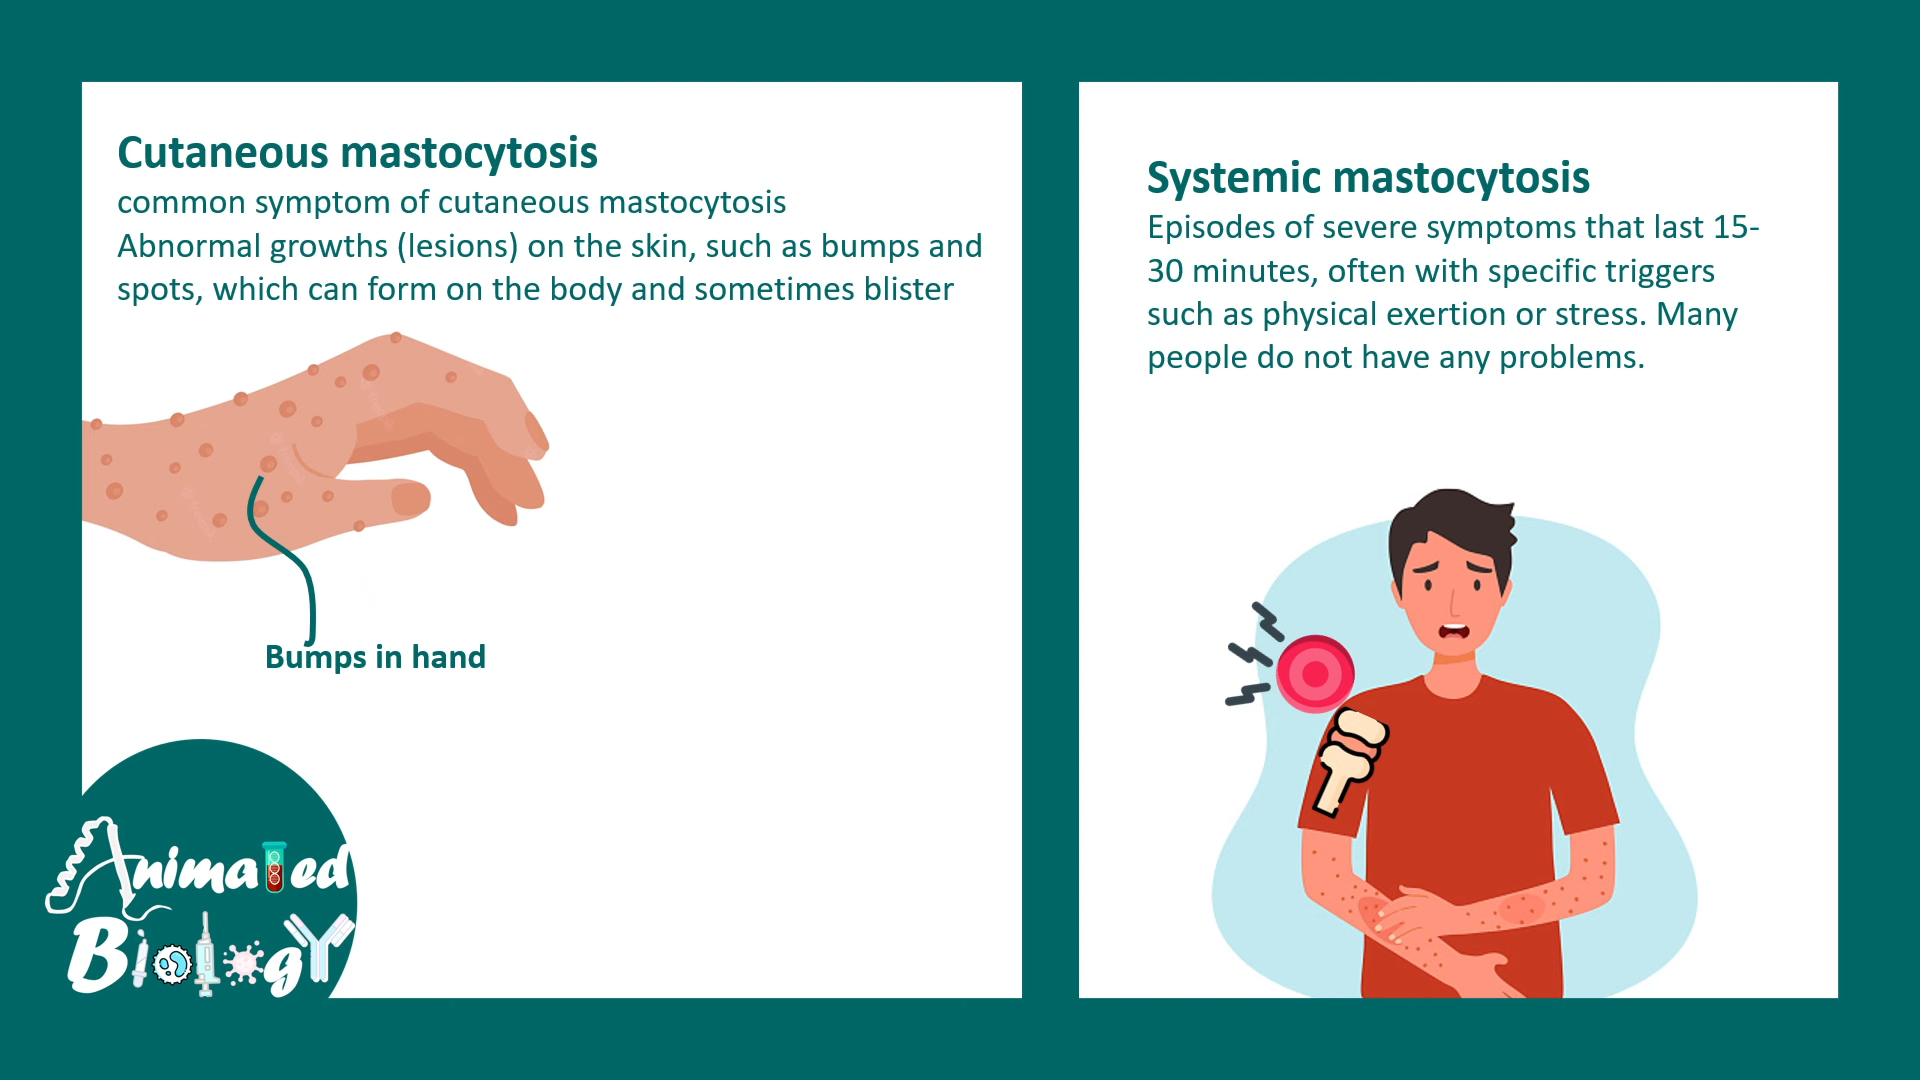 Cutaneous mastocytosis
common symptom of cutaneous mastocytosis
Abnormal growths (lesions) on the skin, such as bumps and
spots, which can form on the body and sometimes blister
Bumps in hand
Animated
BiologY
Systemic mastocytosis
Episodes of severe symptoms that last 15-
30 minutes, often with specific triggers
such as physical exertion or stress. Many
people do not have any problems.